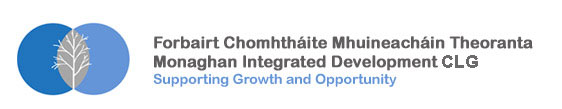 Forbairt Chomhtháite Mhuineacháin Theoranta
Monaghan Integrated Development CLG
Supporting Growth and Opportunity